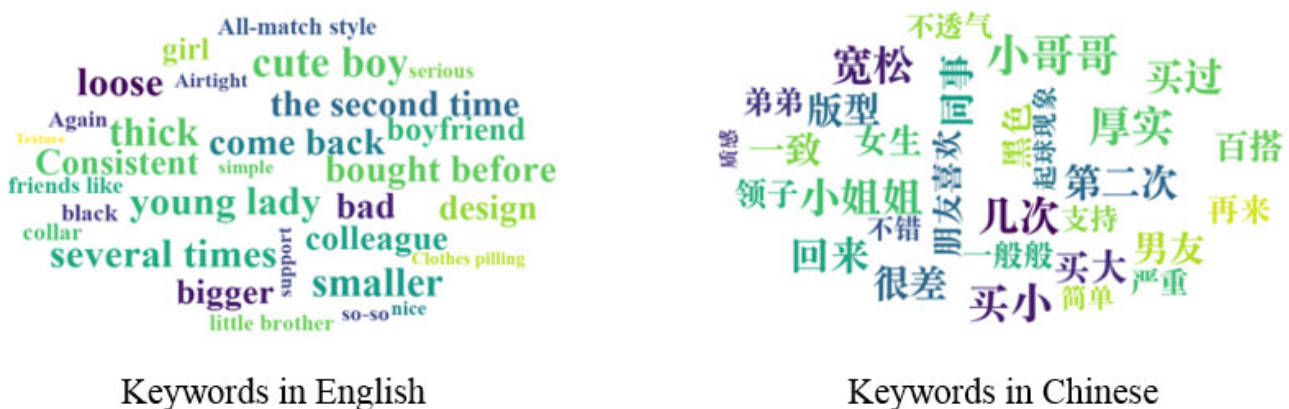 All-match style
girl
cute boy
serious
loose
Airtight
the second time
Again
thick
come back
boyfriend
Texture
Consistent
simple
bought before
friends like
black
young lady
bad
design
collar
several times
support
colleague
Clothes pilling
bigger
smaller
little brother
so-so
nice
Keywords in English
不透气
小哥哥
宽松
同事
买过
弟弟
版型
黑色
起球现象
厚实
质感
一致
女生
朋友喜欢
百搭
领子
小姐姐
第二次
不错
几次
支持
再来
回来
一般般
男友
很差
买大
严重
买小
简单
Keywords in Chinese